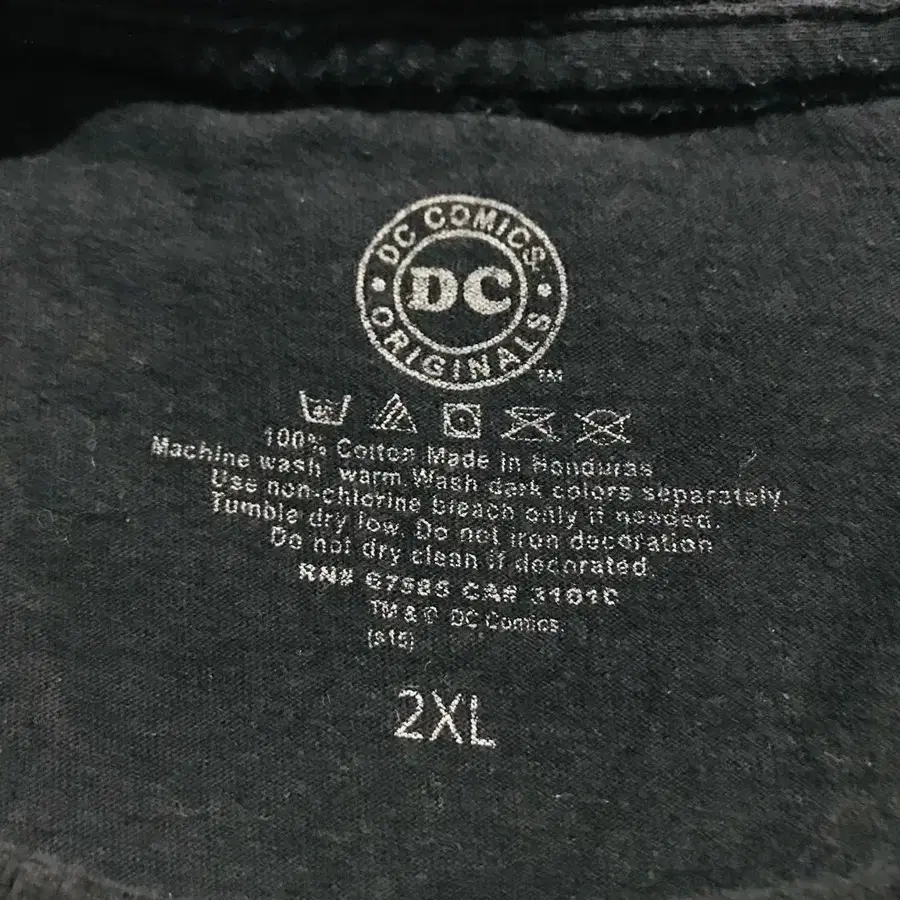 DC COMICS
DC
ORIGINALS
TM
40
100% Cotton Made in Honduras
Machine wash warm Wash dark colors separately.
Use non-chlorine bleach only if needed.
Tumble dry low. Do not iron decoration
Do not dry clean if decorated.
RN# CA#
TM & © DC Comics.
(s15)
2XL